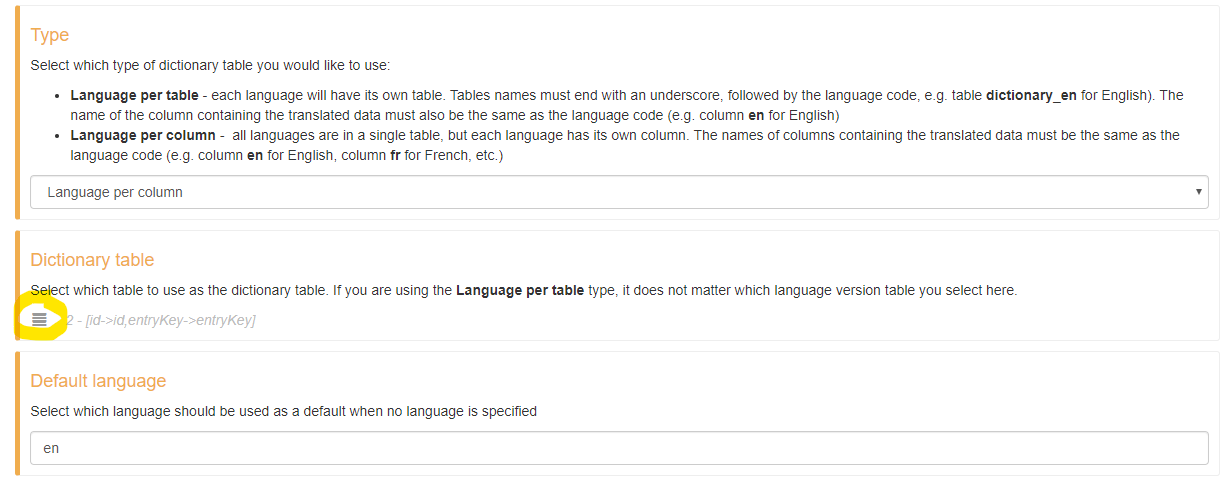 Type
Select which type of dictionary table you would like to use:
• Language per table - each language will have its own table. Tables names must end with an underscore, followed by the language code, e.g. table dictionary_en for English). The
name of the column containing the translated data must also be the same as the language code (e.g. column en for English)
• Language per column - all languages are in a single table, but each language has its own column. The names of columns containing the translated data must be the same as the
language code (e.g. column en for English, column fr for French, etc.)
Language per column
Dictionary table
Select which table to use as the dictionary table. If you are using the Language per table type, it does not matter which language version table you select here.
2 - [id->id,entryKey->entryKey]
Default language
Select which language should be used as a default when no language is specified
en